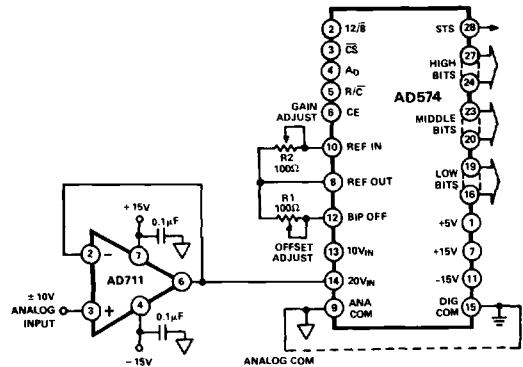 2 12/8̅ STS 28
3 C̅S̅ 27
4 A₀ HIGH
BITS
24
5 R/C̅ AD574
6 CE 23
MIDDLE
BITS
20
GAIN
ADJUST
R2
100Ω
10 REF IN
19
LOW
BITS
16
8 REF OUT
R1
100Ω
12 BIP OFF
OFFSET
ADJUST
+5V 1
13 10VIN
+15V 7
14 20VIN
-15V 11
9 ANA
COM
DIG
COM 15
ANALOG COM
+15V
0.1µF
7
2 −
AD711
6
±10V
ANALOG
INPUT
3 +
4
0.1µF
−15V